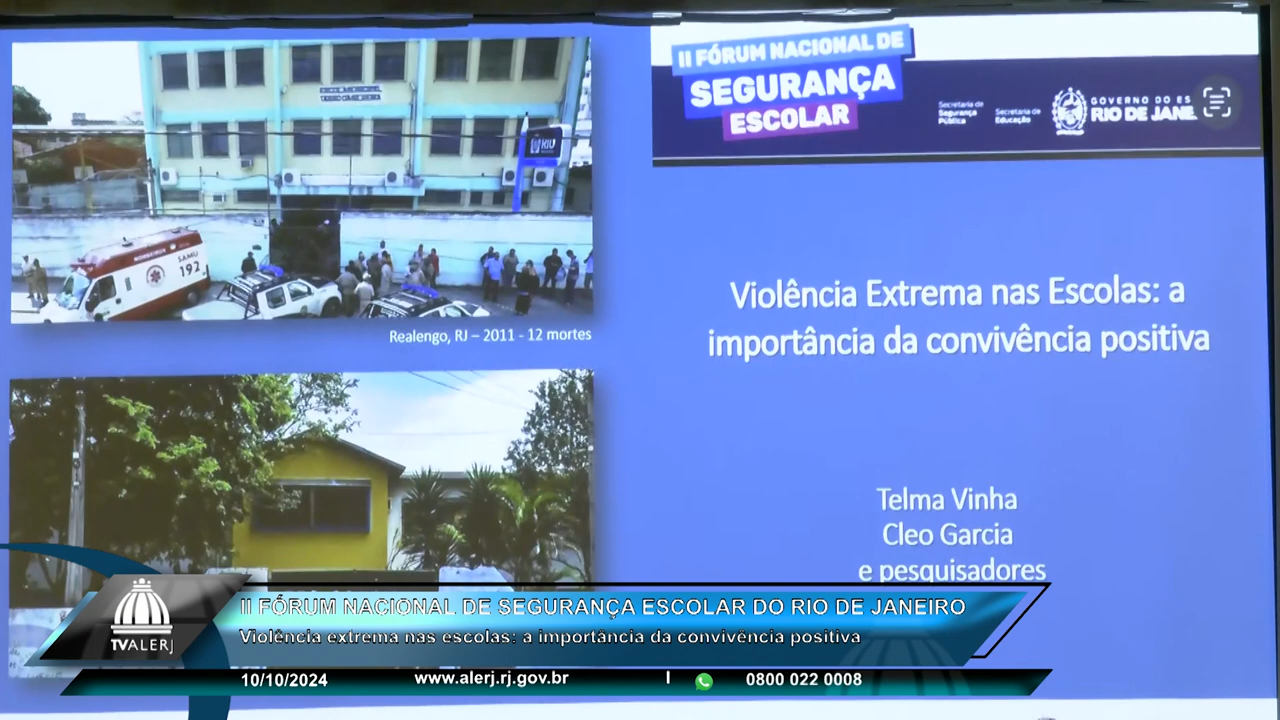 II FÓRUM NACIONAL DE
SEGURANÇA
ESCOLAR
Secretaria de
Segurança
Pública
Secretaria de
Educação
GOVERNO DO ES
RIO DE JANE
RIO
SAMU
192
Realengo, RJ – 2011 - 12 mortes
Violência Extrema nas Escolas: a
importância da convivência positiva
Telma Vinha
Cleo Garcia
e pesquisadores
TVALERJ
II FÓRUM NACIONAL DE SEGURANÇA ESCOLAR DO RIO DE JANEIRO
Violência extrema nas escolas: a importância da convivência positiva
10/10/2024
www.alerj.rj.gov.br
0800 022 0008